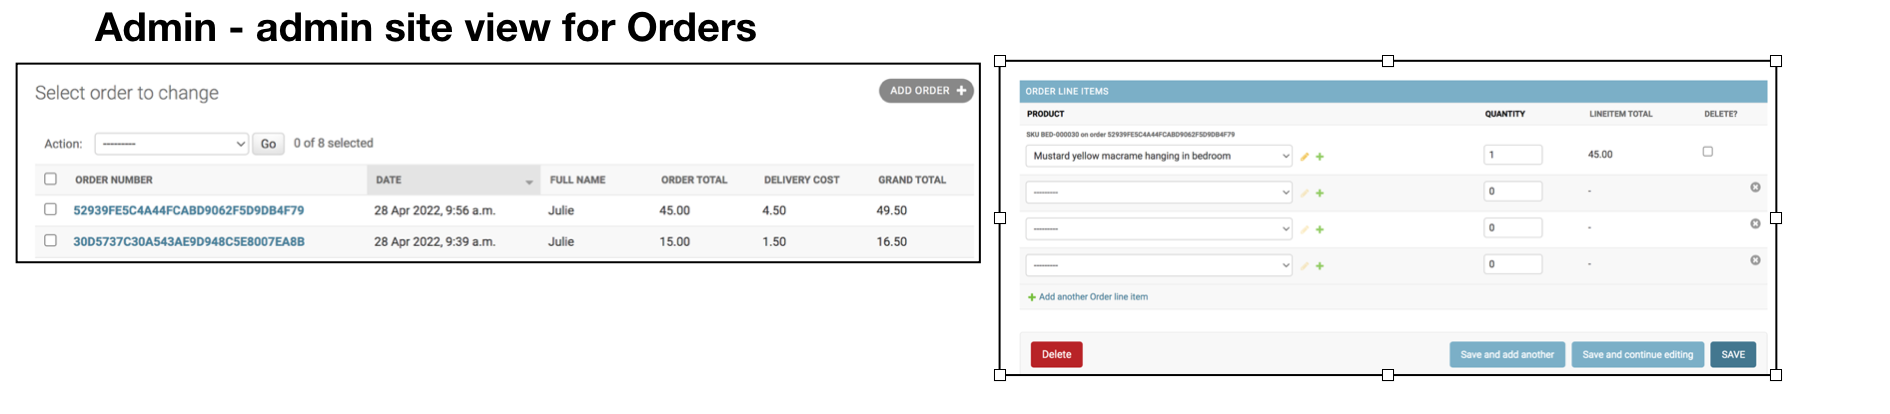 Admin - admin site view for Orders
Select order to change
ADD ORDER +
Action: --------- Go 0 of 8 selected
ORDER NUMBER DATE FULL NAME ORDER TOTAL DELIVERY COST GRAND TOTAL
52939FE5C4A44FCABD9062F5D9DB4F79 28 Apr 2022, 9:56 a.m. Julie 45.00 4.50 49.50
30D5737C30A543AE9D948C5E8007EA8B 28 Apr 2022, 9:39 a.m. Julie 15.00 1.50 16.50
ORDER LINE ITEMS
PRODUCT QUANTITY LINEITEM TOTAL DELETE?
SKU BED-000030 on order 52939FE5C4A44FCABD9062F5D9DB4F79
Mustard yellow macrame hanging in bedroom 1 45.00
--------- 0 -
--------- 0 -
--------- 0 -
+ Add another Order line item
Delete Save and add another Save and continue editing SAVE